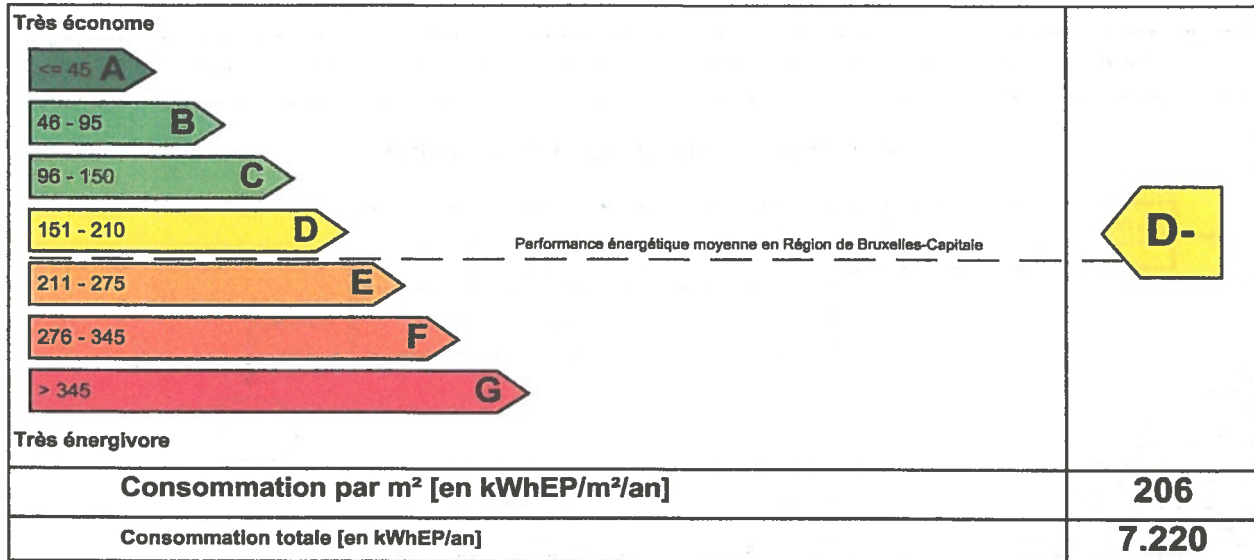 Très économe
<= 45 A
46 - 95 B
96 - 150 C
151 - 210 D
Performance énergétique moyenne en Région de Bruxelles-Capitale
D-
211 - 275 E
276 - 345 F
> 345 G
Très énergivore
Consommation par m² [en kWhEP/m²/an] 206
Consommation totale [en kWhEP/an] 7.220